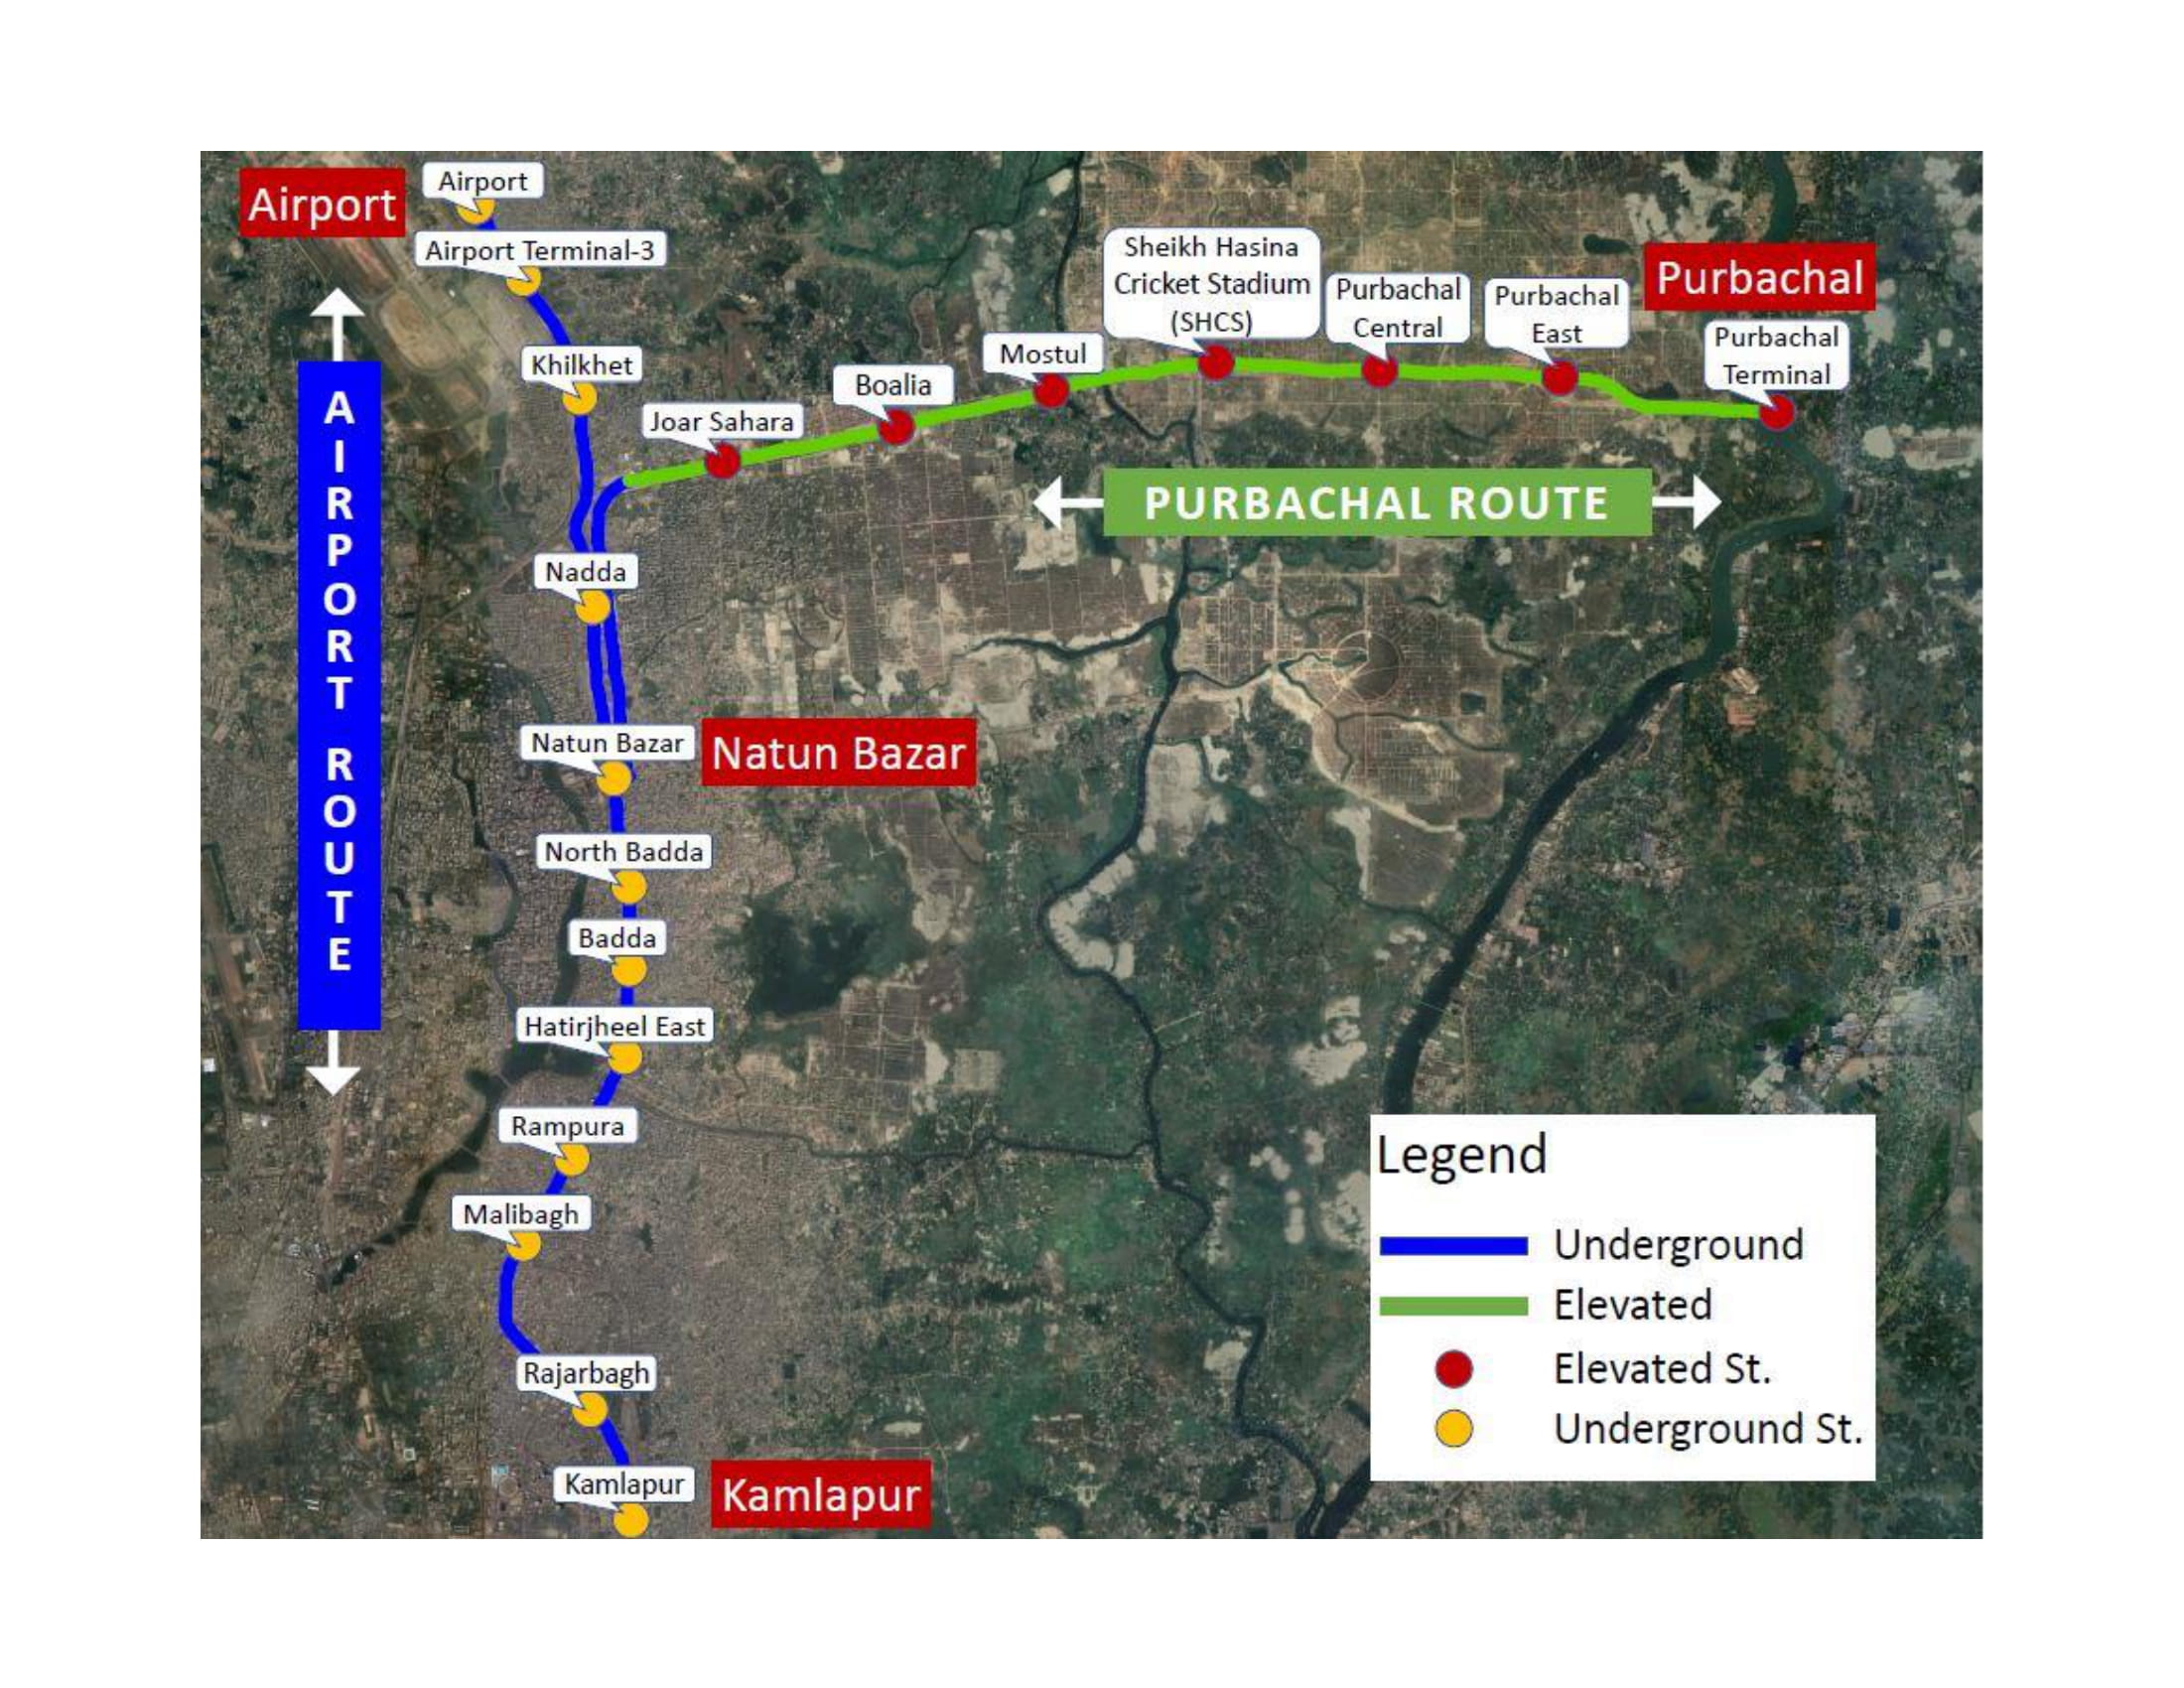 Airport
Airport
Airport Terminal-3
Khilkhet
Joar Sahara
Boalia
Mostul
Sheikh Hasina
Cricket Stadium
(SHCS)
Purbachal
Central
Purbachal
East
Purbachal
Purbachal
Terminal
AIRPORT ROUTE
PURBACHAL ROUTE
Nadda
Natun Bazar
Natun Bazar
North Badda
Badda
Hatirjheel East
Rampura
Malibagh
Rajarbagh
Kamlapur
Kamlapur
Legend
Underground
Elevated
Elevated St.
Underground St.